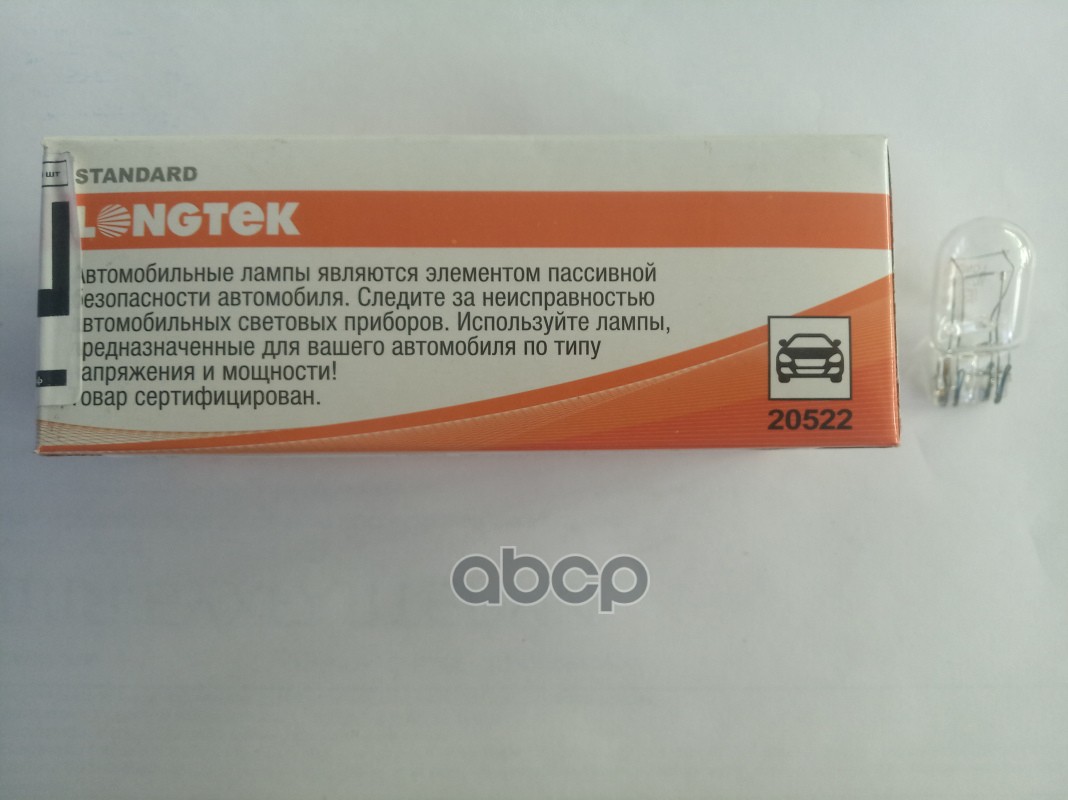 STANDARD
LONGTEK
Автомобильные лампы являются элементом пассивной
безопасности автомобиля. Следите за неисправностью
автомобильных световых приборов. Используйте лампы,
предназначенные для вашего автомобиля по типу
напряжения и мощности!
Товар сертифицирован.
20522
шт
abcp